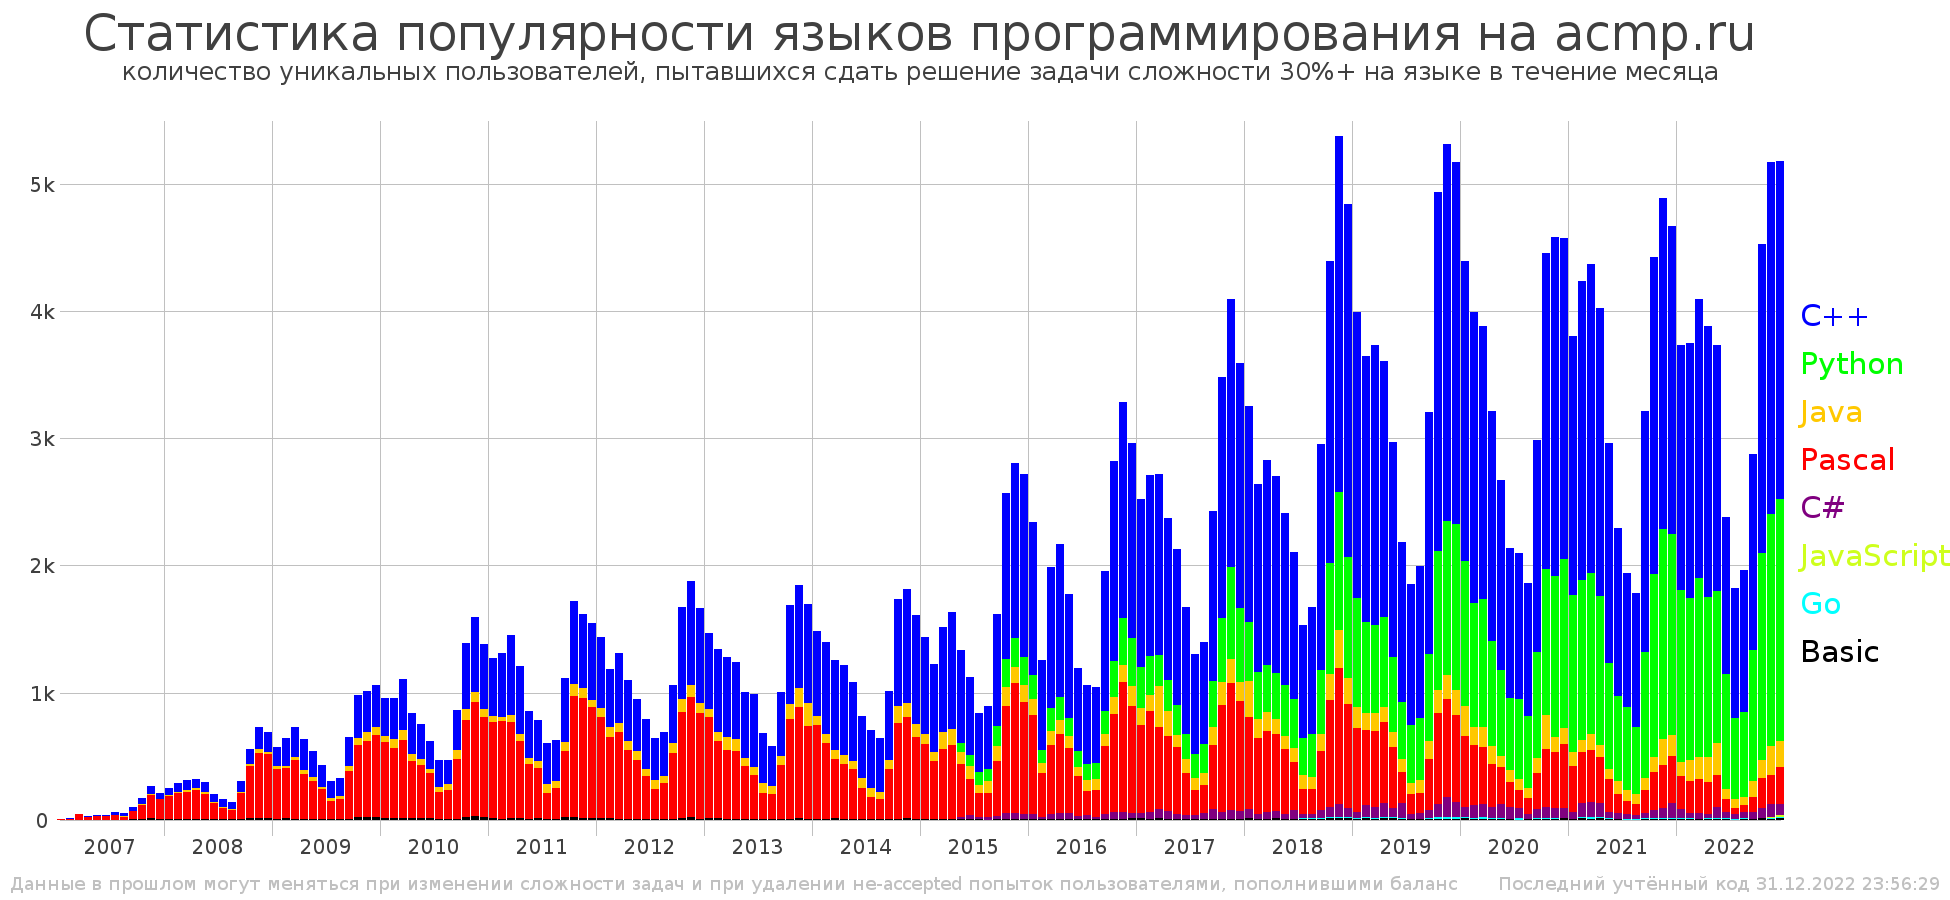 Статистика популярности языков программирования на acmp.ru
количество уникальных пользователей, пытавшихся сдать решение задачи сложности 30%+ на языке в течение месяца
5k
4k
3k
2k
1k
0
C++
Python
Java
Pascal
C#
JavaScript
Go
Basic
2007 2008 2009 2010 2011 2012 2013 2014 2015 2016 2017 2018 2019 2020 2021 2022
Данные в прошлом могут меняться при изменении сложности задач и при удалении не-accepted попыток пользователями, пополнившими баланс
Последний учтённый код 31.12.2022 23:56:29